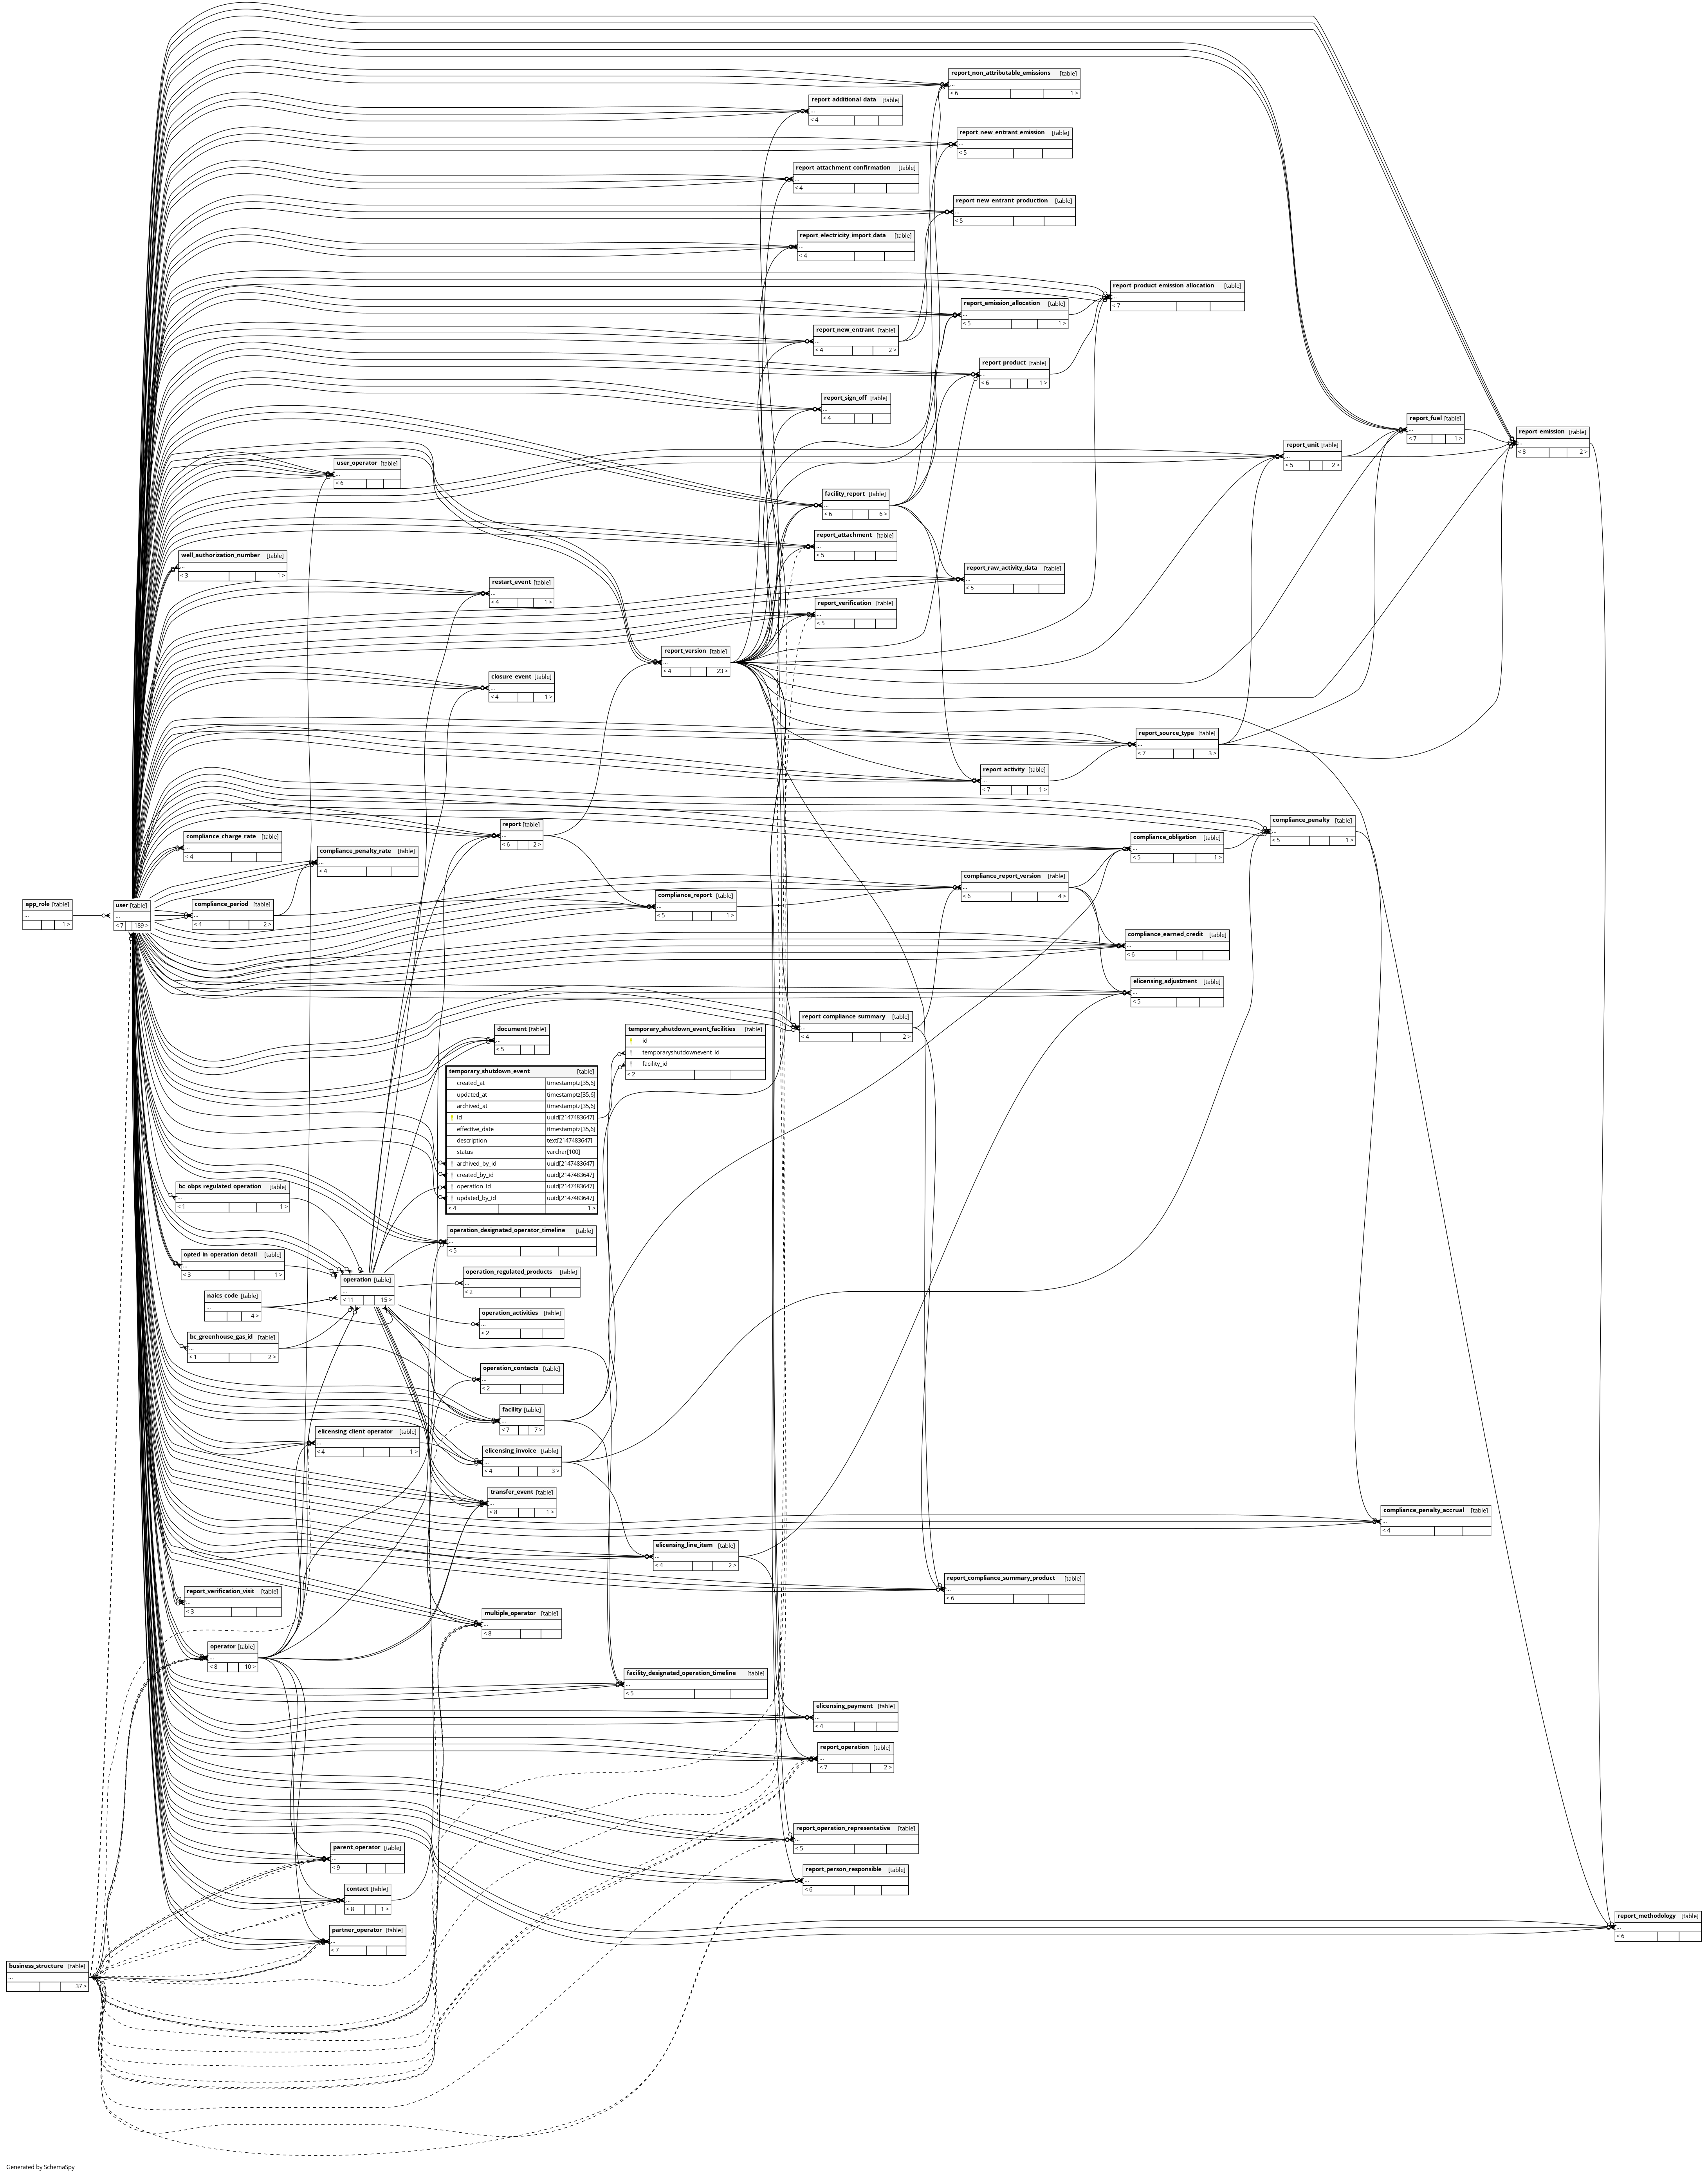 report_non_attributable_emissions [table]
...
< 6 1 >
report_additional_data [table]
...
< 4
report_new_entrant_emission [table]
...
< 5
report_attachment_confirmation [table]
...
< 4
report_new_entrant_production [table]
...
< 5
report_electricity_import_data [table]
...
< 4
report_product_emission_allocation [table]
...
< 7
report_emission_allocation [table]
...
< 5 1 >
report_new_entrant [table]
...
< 4 2 >
report_product [table]
...
< 6 1 >
report_sign_off [table]
...
< 4
report_fuel [table]
...
< 7 1 >
report_emission [table]
...
< 8 2 >
report_unit [table]
...
< 5 2 >
user_operator [table]
...
< 6
facility_report [table]
...
< 6 6 >
report_attachment [table]
...
< 5
well_authorization_number [table]
...
< 3 1 >
report_raw_activity_data [table]
...
< 5
restart_event [table]
...
< 4 1 >
report_verification [table]
...
< 5
report_version [table]
...
< 4 23 >
closure_event [table]
...
< 4 1 >
report_source_type [table]
...
< 7 3 >
report_activity [table]
...
< 7 1 >
compliance_penalty [table]
...
< 5 1 >
report [table]
...
< 6 2 >
compliance_charge_rate [table]
...
< 4
compliance_obligation [table]
...
< 5 1 >
compliance_penalty_rate [table]
...
< 4
compliance_report_version [table]
...
< 6 4 >
compliance_report [table]
...
< 5 1 >
app_role [table]
...
1 >
user [table]
...
< 7 189 >
compliance_period [table]
...
< 4 2 >
compliance_earned_credit [table]
...
< 6
elicensing_adjustment [table]
...
< 5
report_compliance_summary [table]
...
< 4 2 >
document [table]
...
< 5
temporary_shutdown_event_facilities [table]
id
temporaryshutdownevent_id
facility_id
< 2
temporary_shutdown_event [table]
created_at timestamptz[35,6]
updated_at timestamptz[35,6]
archived_at timestamptz[35,6]
id uuid[2147483647]
effective_date timestamptz[35,6]
description text[2147483647]
status varchar[100]
archived_by_id uuid[2147483647]
created_by_id uuid[2147483647]
operation_id uuid[2147483647]
updated_by_id uuid[2147483647]
< 4 1 >
bc_obps_regulated_operation [table]
...
< 1 1 >
operation_designated_operator_timeline [table]
...
< 5
opted_in_operation_detail [table]
...
< 3 1 >
operation [table]
...
< 11 15 >
operation_regulated_products [table]
...
< 2
naics_code [table]
...
4 >
operation_activities [table]
...
< 2
bc_greenhouse_gas_id [table]
...
< 1 2 >
operation_contacts [table]
...
< 2
facility [table]
...
< 7 7 >
elicensing_client_operator [table]
...
< 4 1 >
elicensing_invoice [table]
...
< 4 3 >
transfer_event [table]
...
< 8 1 >
compliance_penalty_accrual [table]
...
< 4
elicensing_line_item [table]
...
< 4 2 >
report_compliance_summary_product [table]
...
< 6
report_verification_visit [table]
...
< 3
multiple_operator [table]
...
< 8
operator [table]
...
< 8 10 >
facility_designated_operation_timeline [table]
...
< 5
elicensing_payment [table]
...
< 4
report_operation [table]
...
< 7 2 >
report_operation_representative [table]
...
< 5
parent_operator [table]
...
< 9
report_person_responsible [table]
...
< 6
contact [table]
...
< 8 1 >
report_methodology [table]
...
< 6
partner_operator [table]
...
< 7
business_structure [table]
...
37 >
Generated by SchemaSpy